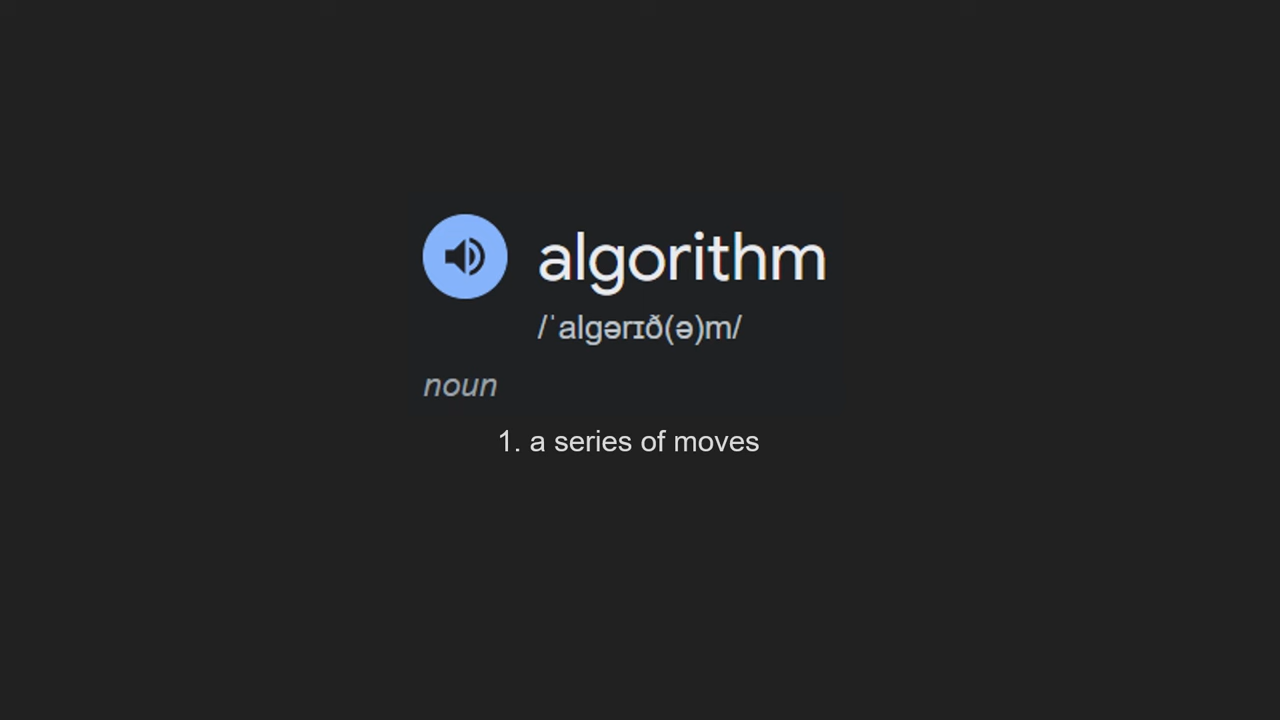 algorithm
/ˈalɡərɪð(ə)m/
noun
1. a series of moves